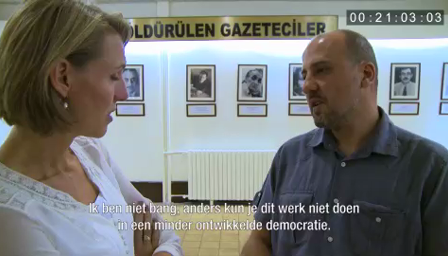 00:21:03:03
ÖLDÜRÜLEN GAZETECİLER
Ik ben niet bang, anders kun je dit werk niet doen
in een minder ontwikkelde democratie.